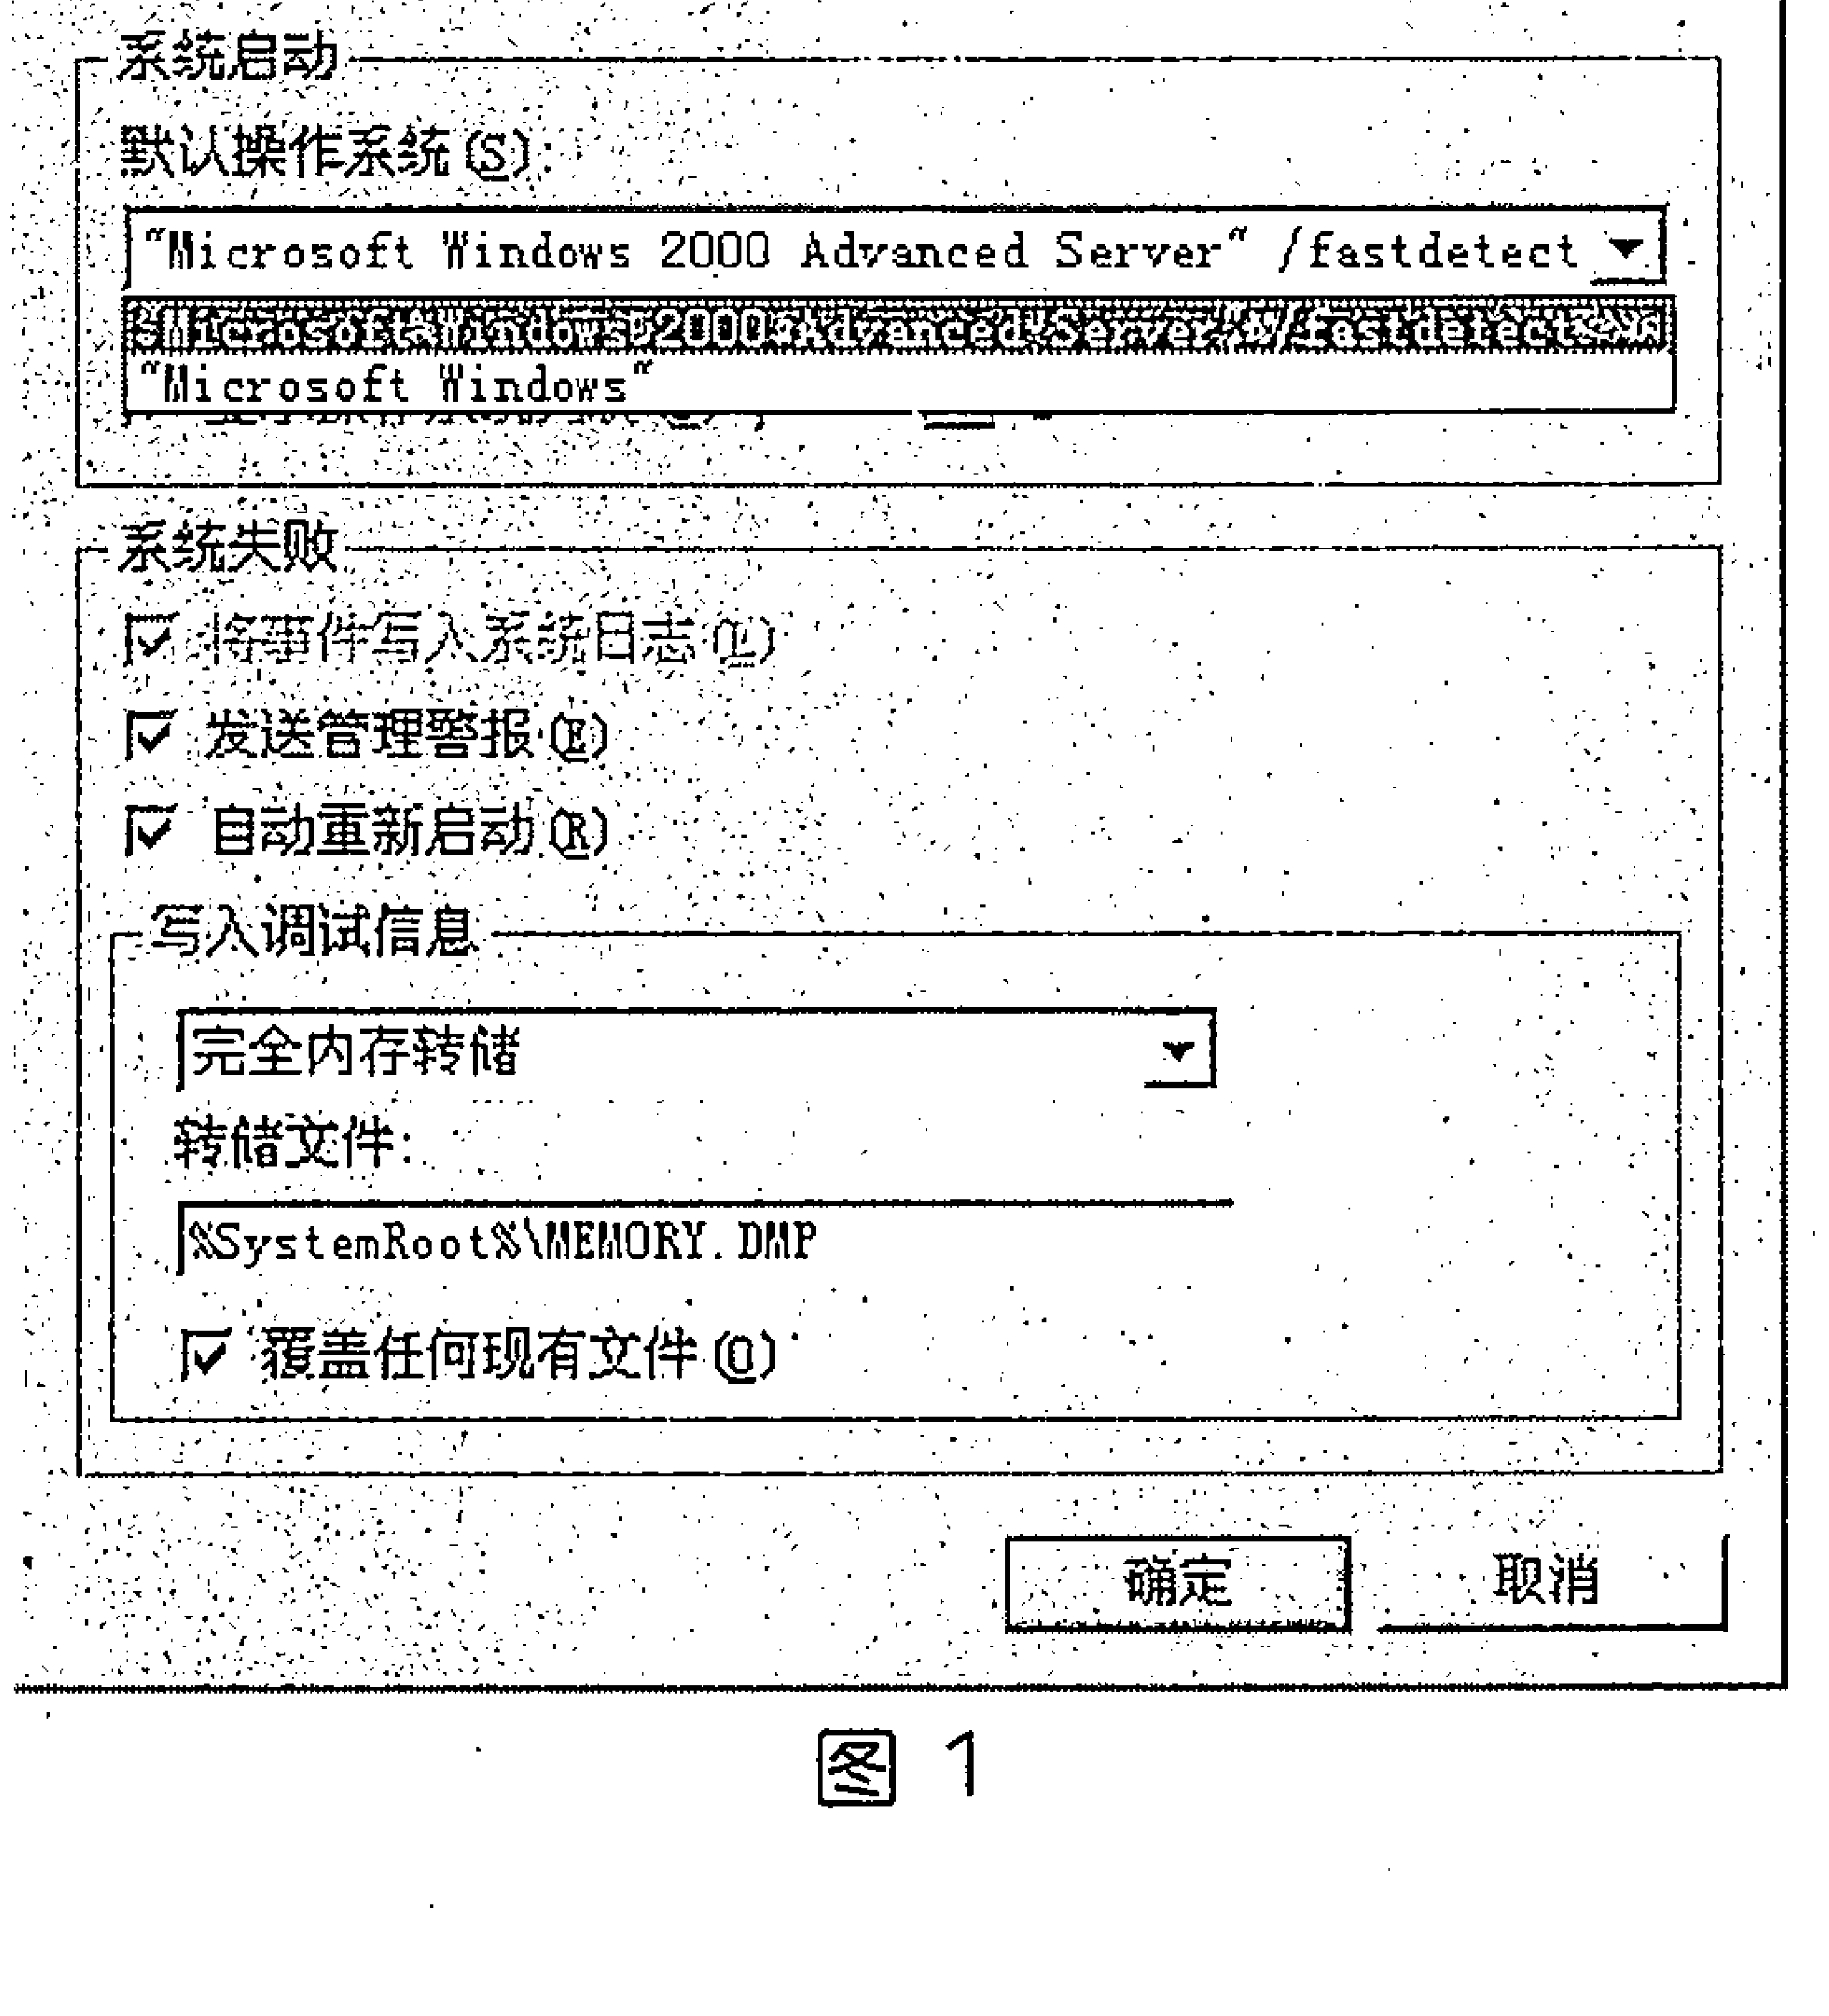 系统启动
默认操作系统(S):
"Microsoft Windows 2000 Advanced Server" /fastdetect
"Microsoft Windows 2000 Advanced Server" /fastdetect
"Microsoft Windows"
系统失败
将事件写入系统日志(L)
发送管理警报(E)
自动重新启动(R)
写入调试信息
完全内存转储
转储文件:
%SystemRoot%\MEMORY.DMP
覆盖任何现有文件(O)
确定
取消
图 1